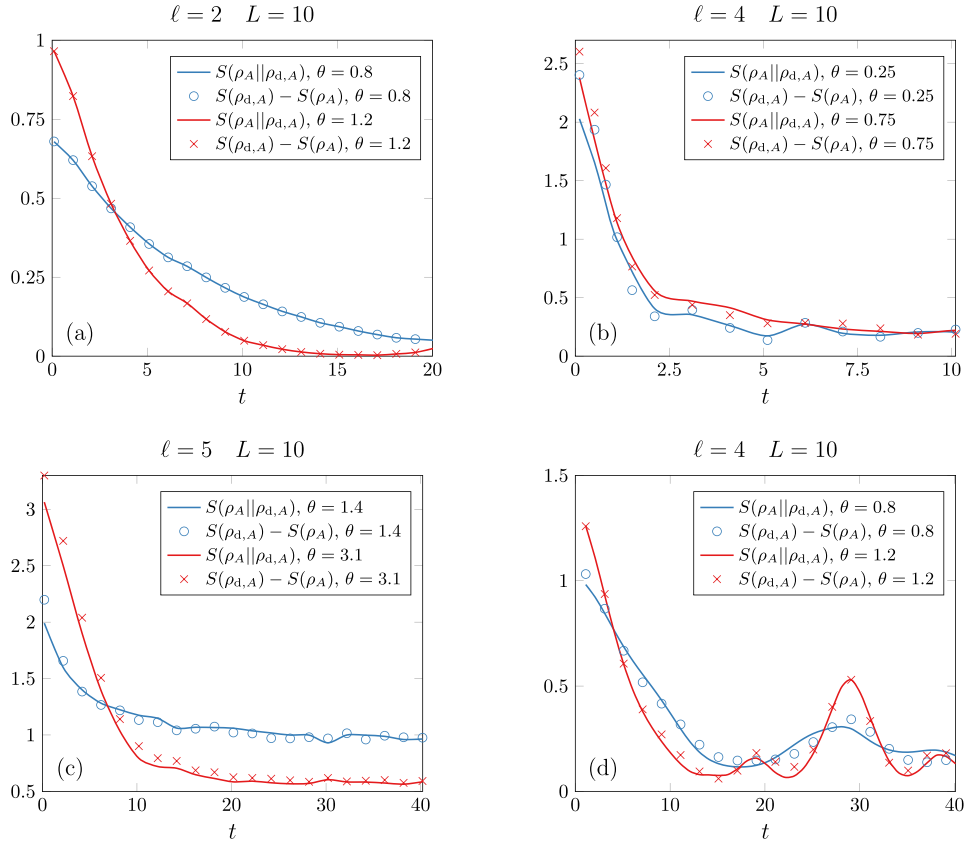 ℓ = 2 L = 10
1
0.75
0.5
0.25
0
S(ρ_A||ρ_{d,A}), θ = 0.8
S(ρ_{d,A}) − S(ρ_A), θ = 0.8
S(ρ_A||ρ_{d,A}), θ = 1.2
S(ρ_{d,A}) − S(ρ_A), θ = 1.2
(a)
0 5 10 15 20
t
ℓ = 4 L = 10
2.5
2
1.5
1
0.5
0
S(ρ_A||ρ_{d,A}), θ = 0.25
S(ρ_{d,A}) − S(ρ_A), θ = 0.25
S(ρ_A||ρ_{d,A}), θ = 0.75
S(ρ_{d,A}) − S(ρ_A), θ = 0.75
(b)
0 2.5 5 7.5 10
t
ℓ = 5 L = 10
3
2.5
2
1.5
1
0.5
S(ρ_A||ρ_{d,A}), θ = 1.4
S(ρ_{d,A}) − S(ρ_A), θ = 1.4
S(ρ_A||ρ_{d,A}), θ = 3.1
S(ρ_{d,A}) − S(ρ_A), θ = 3.1
(c)
0 10 20 30 40
t
ℓ = 4 L = 10
1.5
1
0.5
0
S(ρ_A||ρ_{d,A}), θ = 0.8
S(ρ_{d,A}) − S(ρ_A), θ = 0.8
S(ρ_A||ρ_{d,A}), θ = 1.2
S(ρ_{d,A}) − S(ρ_A), θ = 1.2
(d)
0 10 20 30 40
t